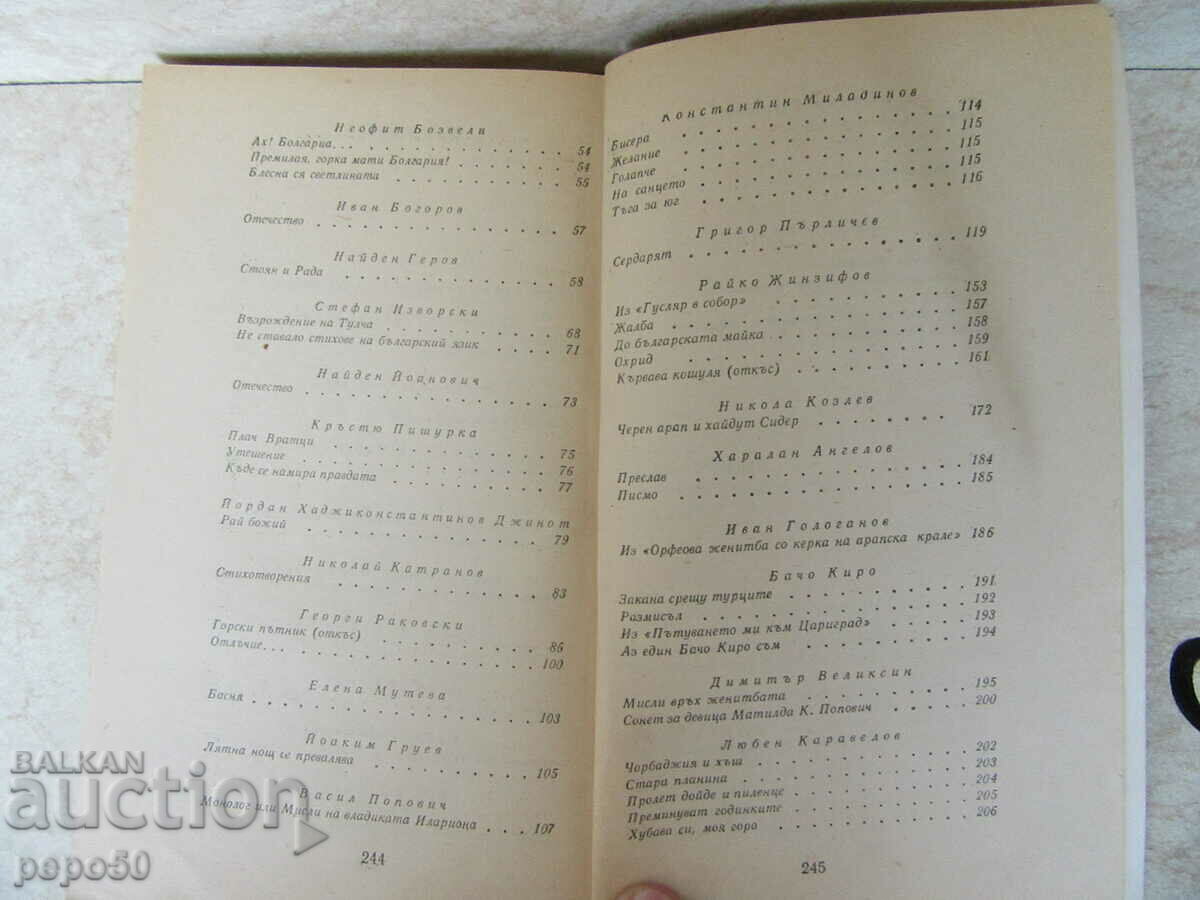 Неофит Бозвели
Ах! Болгариа... 54
Премилая, горка мати Болгария! 54
Блесна ся светлината 55
Иван Богоров
Отечество 57
Найден Геров
Стоян и Рада 58
Стефан Изворски
Възрождение на Тулча 68
Не ставало стихове на българский язик 71
Найден Йоанович
Отечество 73
Кръстю Пишурка
Плач Вратци 75
Утешение 76
Къде се намира правдата 77
Йордан Хаджиконстантинов Джинот
Рай божий 79
Николай Катранов
Стихотворения 83
Георги Раковски
Горски пътник (откъс) 86
Отлъчие... 100
Елена Мутева
Басня 103
Йоаким Груев
Лятна нощ се превалява 105
Васил Попович
Монолог или Мисли на владиката Илариона 107
244
Константин Миладинов
Бисера 114
Желание 115
Голапче 115
На санцето 115
Тъга за юг 116
Григор Пърличев
Сердарят 119
Райко Жинзифов
Из «Гусляр в собор» 153
Жалба 157
До българската майка 158
Охрид 159
Кървава кошуля (откъс) 161
Никола Козлев
Черен арап и хайдут Сидер 172
Харалан Ангелов
Преслав 184
Писмо 185
Иван Гологанов
Из «Орфеова женитба со керка на арапска крале» 186
Бачо Киро
Закана срещу турците 191
Размисъл 192
Из «Пътуването ми към Цариград» 193
Аз един Бачо Киро съм 194
Димитър Великсин
Мисли връх женитбата 195
Сонет за девица Матилда К. Попович 200
Любен Каравелов
Чорбаджия и хъш 202
Стара планина 203
Пролет дойде и пиленце 204
Преминуват годинките 205
Хубава си, моя горо 206
245
BALKAN
auction
pepo50